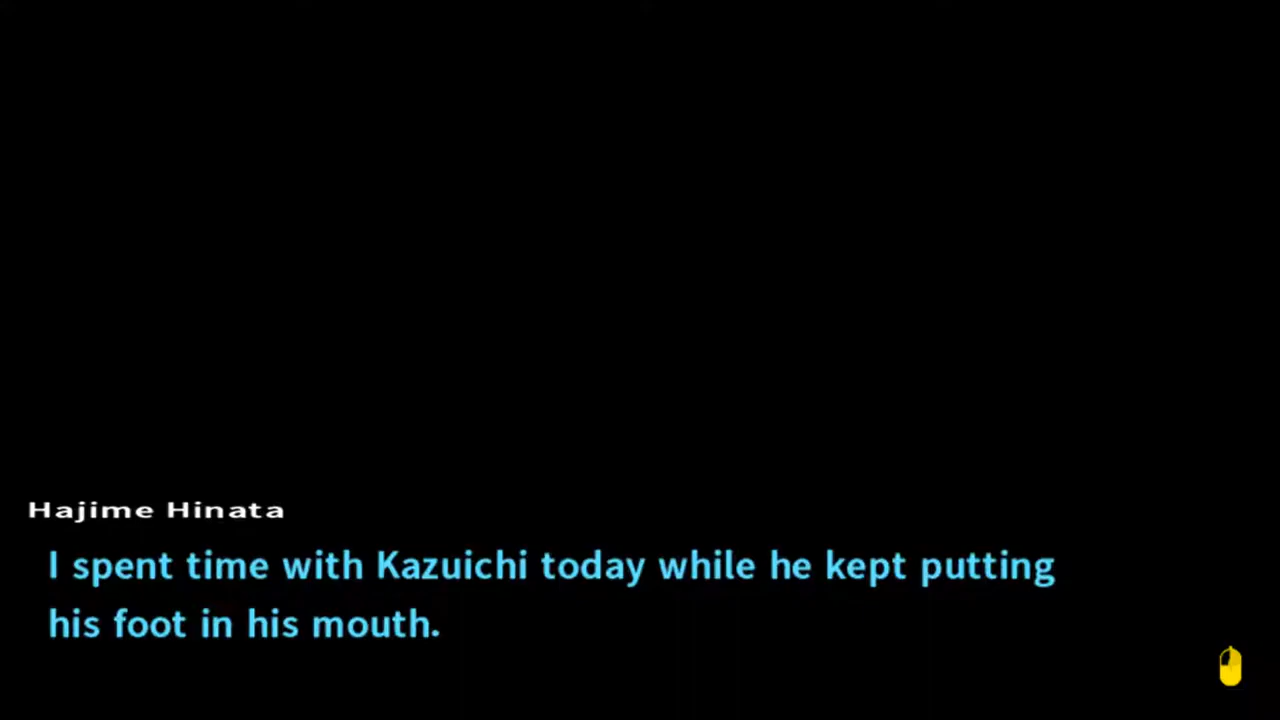 Hajime Hinata
I spent time with Kazuichi today while he kept putting
his foot in his mouth.